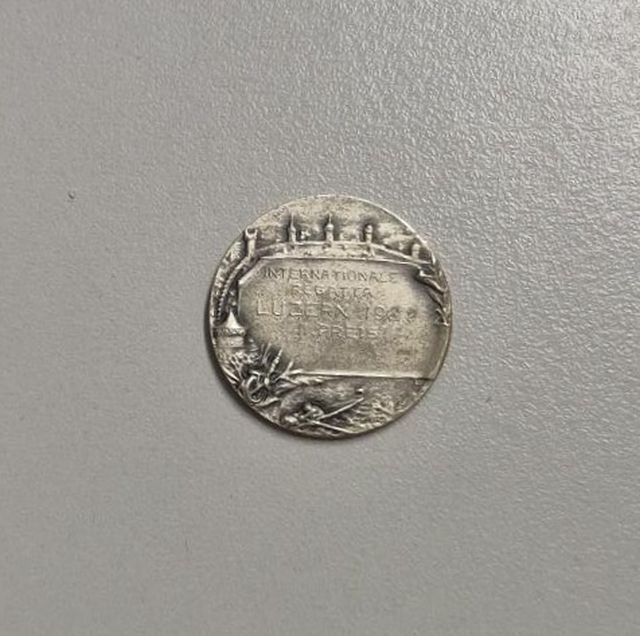 INTERNATIONALE
REGATTA
LUZERN
PREIS